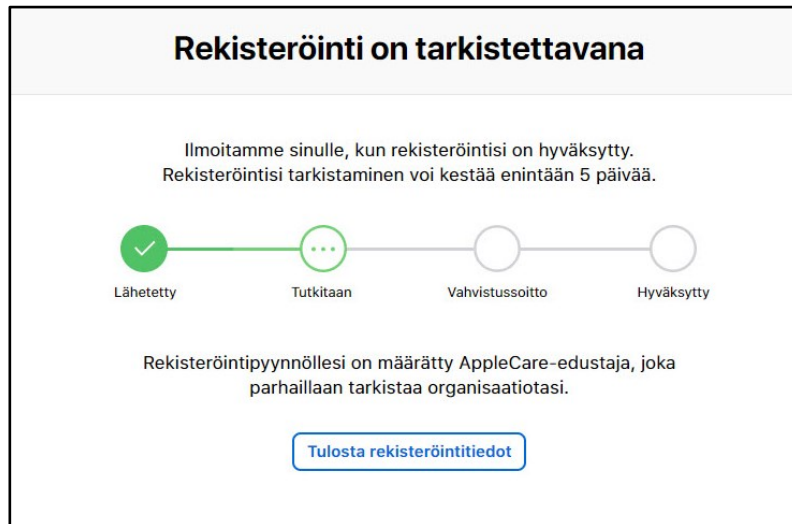 Rekisteröinti on tarkistettavana
Ilmoitamme sinulle, kun rekisteröintisi on hyväksytty.
Rekisteröintisi tarkistaminen voi kestää enintään 5 päivää.
Lähetetty
Tutkitaan
Vahvistussoitto
Hyväksytty
Rekisteröintipyynnöllesi on määrätty AppleCare-edustaja, joka
parhaillaan tarkistaa organisaatiotasi.
Tulosta rekisteröintitiedot